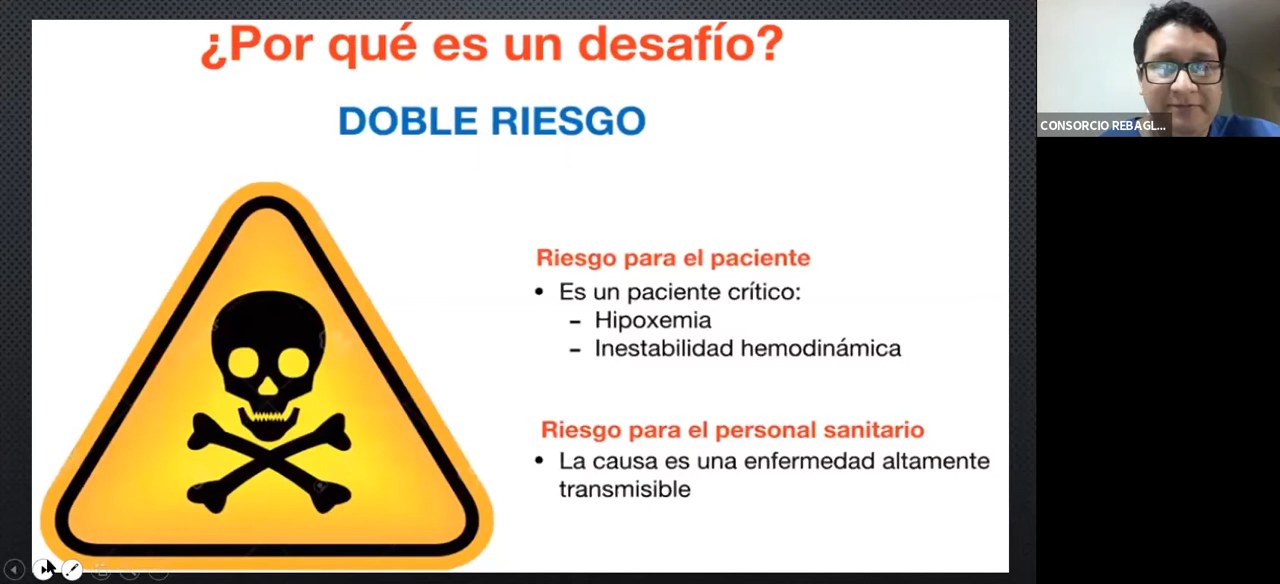 ¿Por qué es un desafío?
DOBLE RIESGO
Riesgo para el paciente
• Es un paciente crítico:
– Hipoxemia
– Inestabilidad hemodinámica
Riesgo para el personal sanitario
• La causa es una enfermedad altamente
transmisible
CONSORCIO REBAGL...